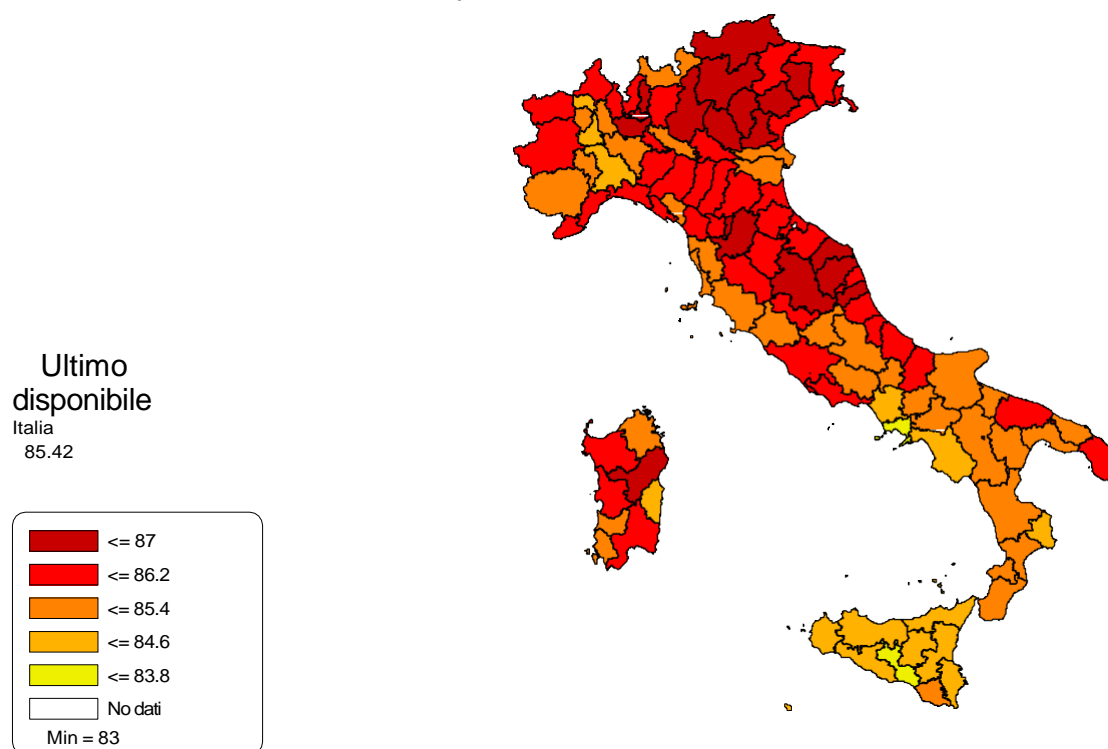 Ultimo
disponibile
Italia
85.42
<= 87
<= 86.2
<= 85.4
<= 84.6
<= 83.8
No dati
Min = 83